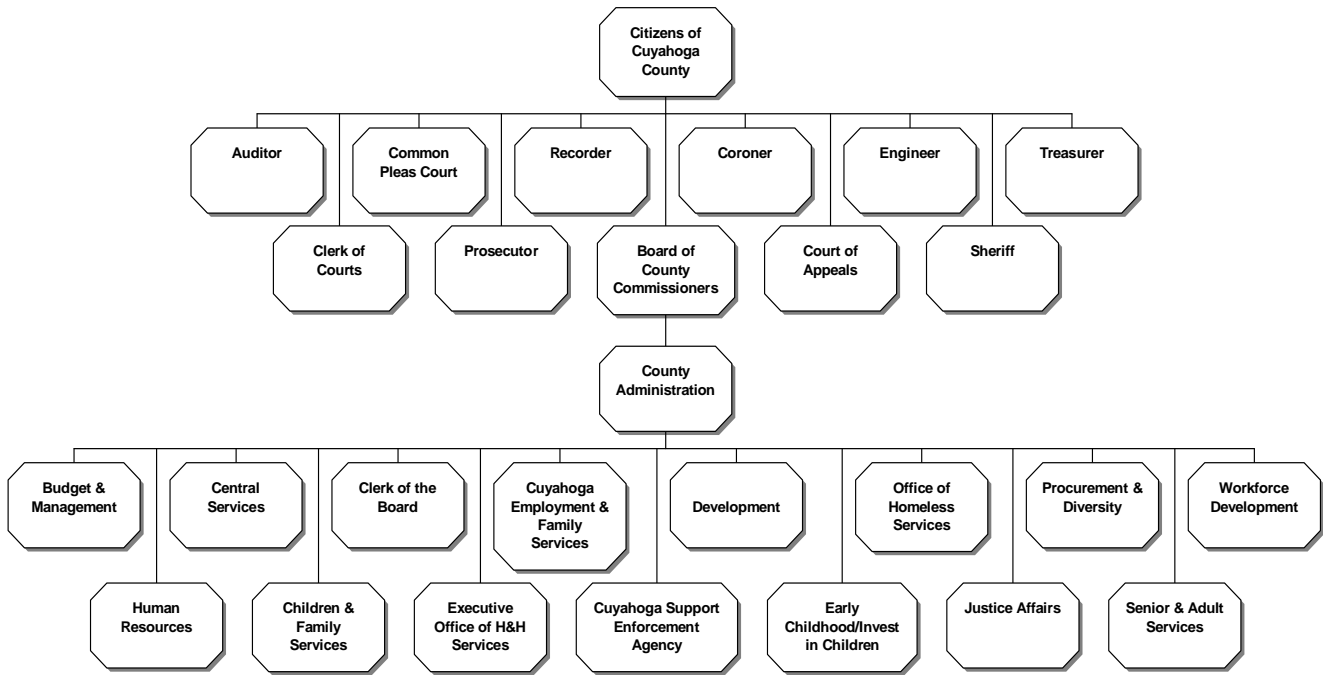 Citizens of
Cuyahoga
County
Auditor
Common
Pleas Court
Recorder
Coroner
Engineer
Treasurer
Clerk of
Courts
Prosecutor
Board of
County
Commissioners
Court of
Appeals
Sheriff
County
Administration
Budget &
Management
Central
Services
Clerk of the
Board
Cuyahoga
Employment &
Family
Services
Development
Office of
Homeless
Services
Procurement &
Diversity
Workforce
Development
Human
Resources
Children &
Family
Services
Executive
Office of H&H
Services
Cuyahoga Support
Enforcement
Agency
Early
Childhood/Invest
in Children
Justice Affairs
Senior & Adult
Services